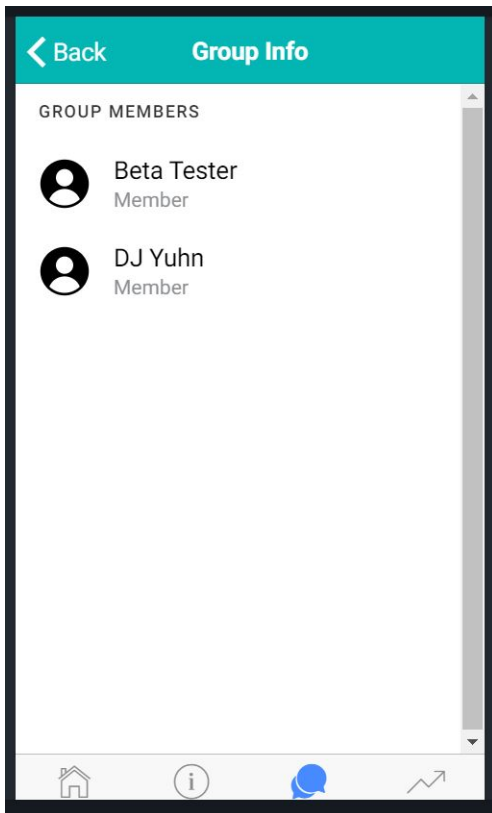 Back
Group Info
GROUP MEMBERS
Beta Tester
Member
DJ Yuhn
Member